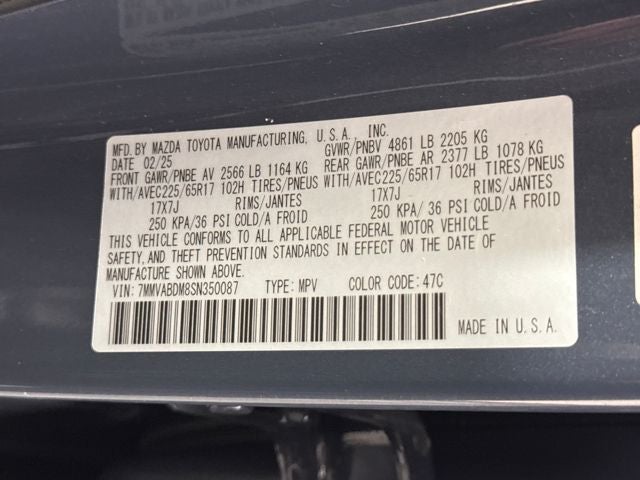 MFD. BY MAZDA TOYOTA MANUFACTURING, U.S.A., INC.
DATE 02/25 GVWR/PNBV 4861 LB 2205 KG
FRONT GAWR/PNBE AV 2566 LB 1164 KG REAR GAWR/PNBE AR 2377 LB 1078 KG
WITH/AVEC225/65R17 102H TIRES/PNEUS WITH/AVEC225/65R17 102H TIRES/PNEUS
17X7J RIMS/JANTES 17X7J RIMS/JANTES
250 KPA/36 PSI COLD/A FROID 250 KPA/ 36 PSI COLD/A FROID
THIS VEHICLE CONFORMS TO ALL APPLICABLE FEDERAL MOTOR VEHICLE
SAFETY, AND THEFT PREVENTION STANDARDS IN EFFECT ON THE DATE OF
MANUFACTURE SHOWN ABOVE.
VIN: 7MMVABDM8SN350087 TYPE: MPV COLOR CODE: 47C
MADE IN U.S.A.